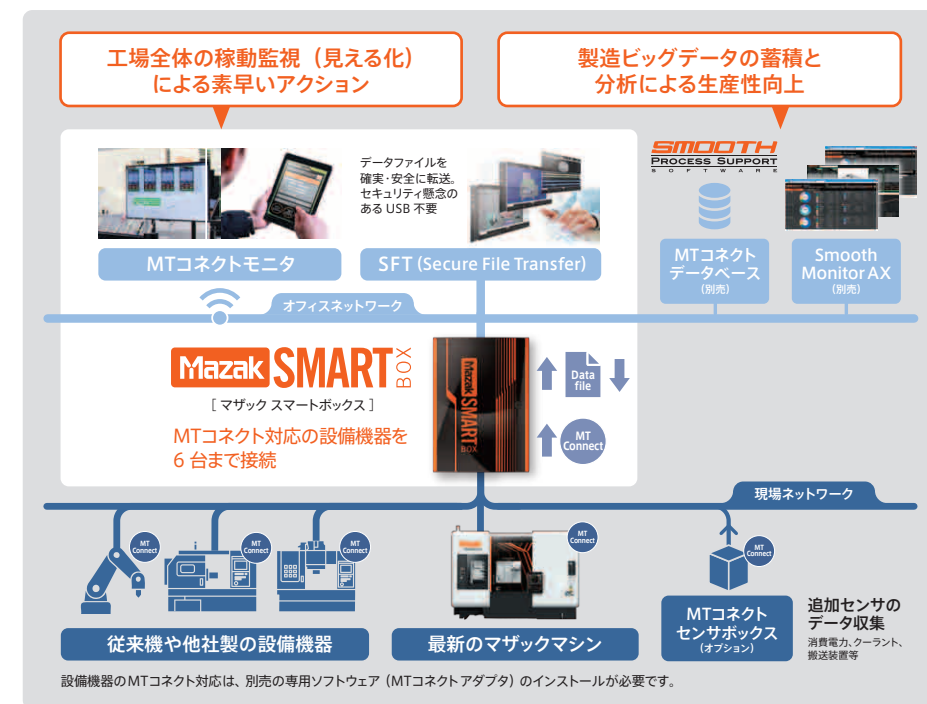 工場全体の稼動監視（見える化）
による素早いアクション
製造ビッグデータの蓄積と
分析による生産性向上
データファイルを
確実・安全に転送。
セキュリティ懸念の
ある USB 不要
SMOOTH
PROCESS SUPPORT
SOFTWARE
MTコネクトモニタ
SFT (Secure File Transfer)
MTコネクト
データベース
（別売）
Smooth
Monitor AX
（別売）
オフィスネットワーク
Mazak SMART BOX
［マザック スマートボックス］
MTコネクト対応の設備機器を
6 台まで接続
Mazak SMART BOX
Data
file
MT
Connect
現場ネットワーク
MT
Connect
MT
Connect
MT
Connect
MT
Connect
MT
Connect
従来機や他社製の設備機器
最新のマザックマシン
MTコネクト
センサボックス
（オプション）
追加センサの
データ収集
消費電力、クーラント、
搬送装置等
設備機器のMTコネクト対応は、別売の専用ソフトウェア（MTコネクトアダプタ）のインストールが必要です。